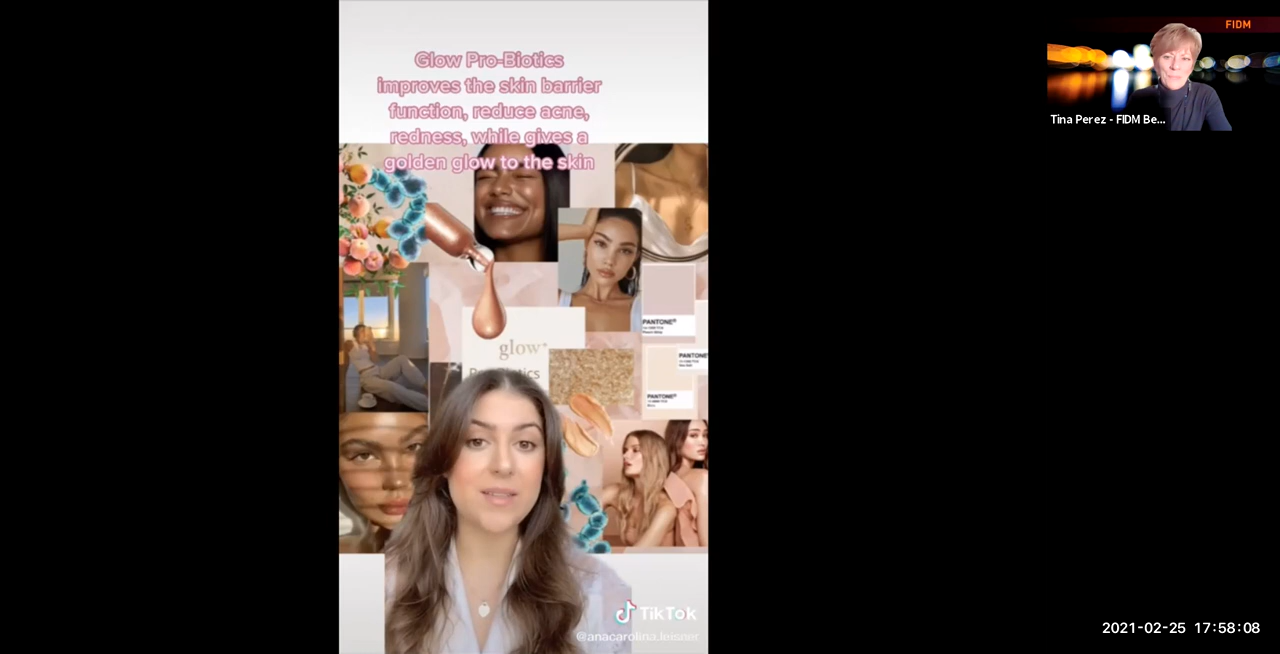 FIDM
Tina Perez - FIDM Be...
Glow Pro-Biotics
improves the skin barrier
function, reduce acne,
redness, while gives a
golden glow to the skin
PANTONE®
PANTONE
PANTONE®
glow*
TikTok
@anacarolina.leisner
2021-02-25 17:58:08